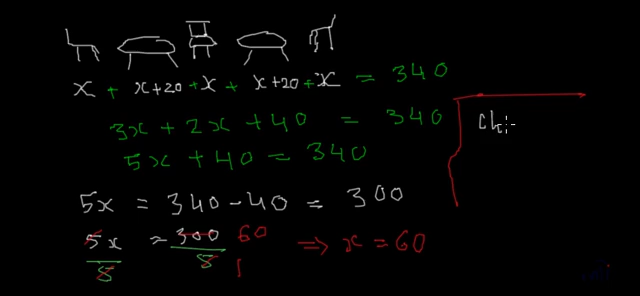 x + x+20 + x + x+20 + x = 340
3x + 2x + 40 = 340
5x + 40 = 340
5x = 340 - 40 = 300
5x/5 = 300/5 60/1 ⇒ x = 60